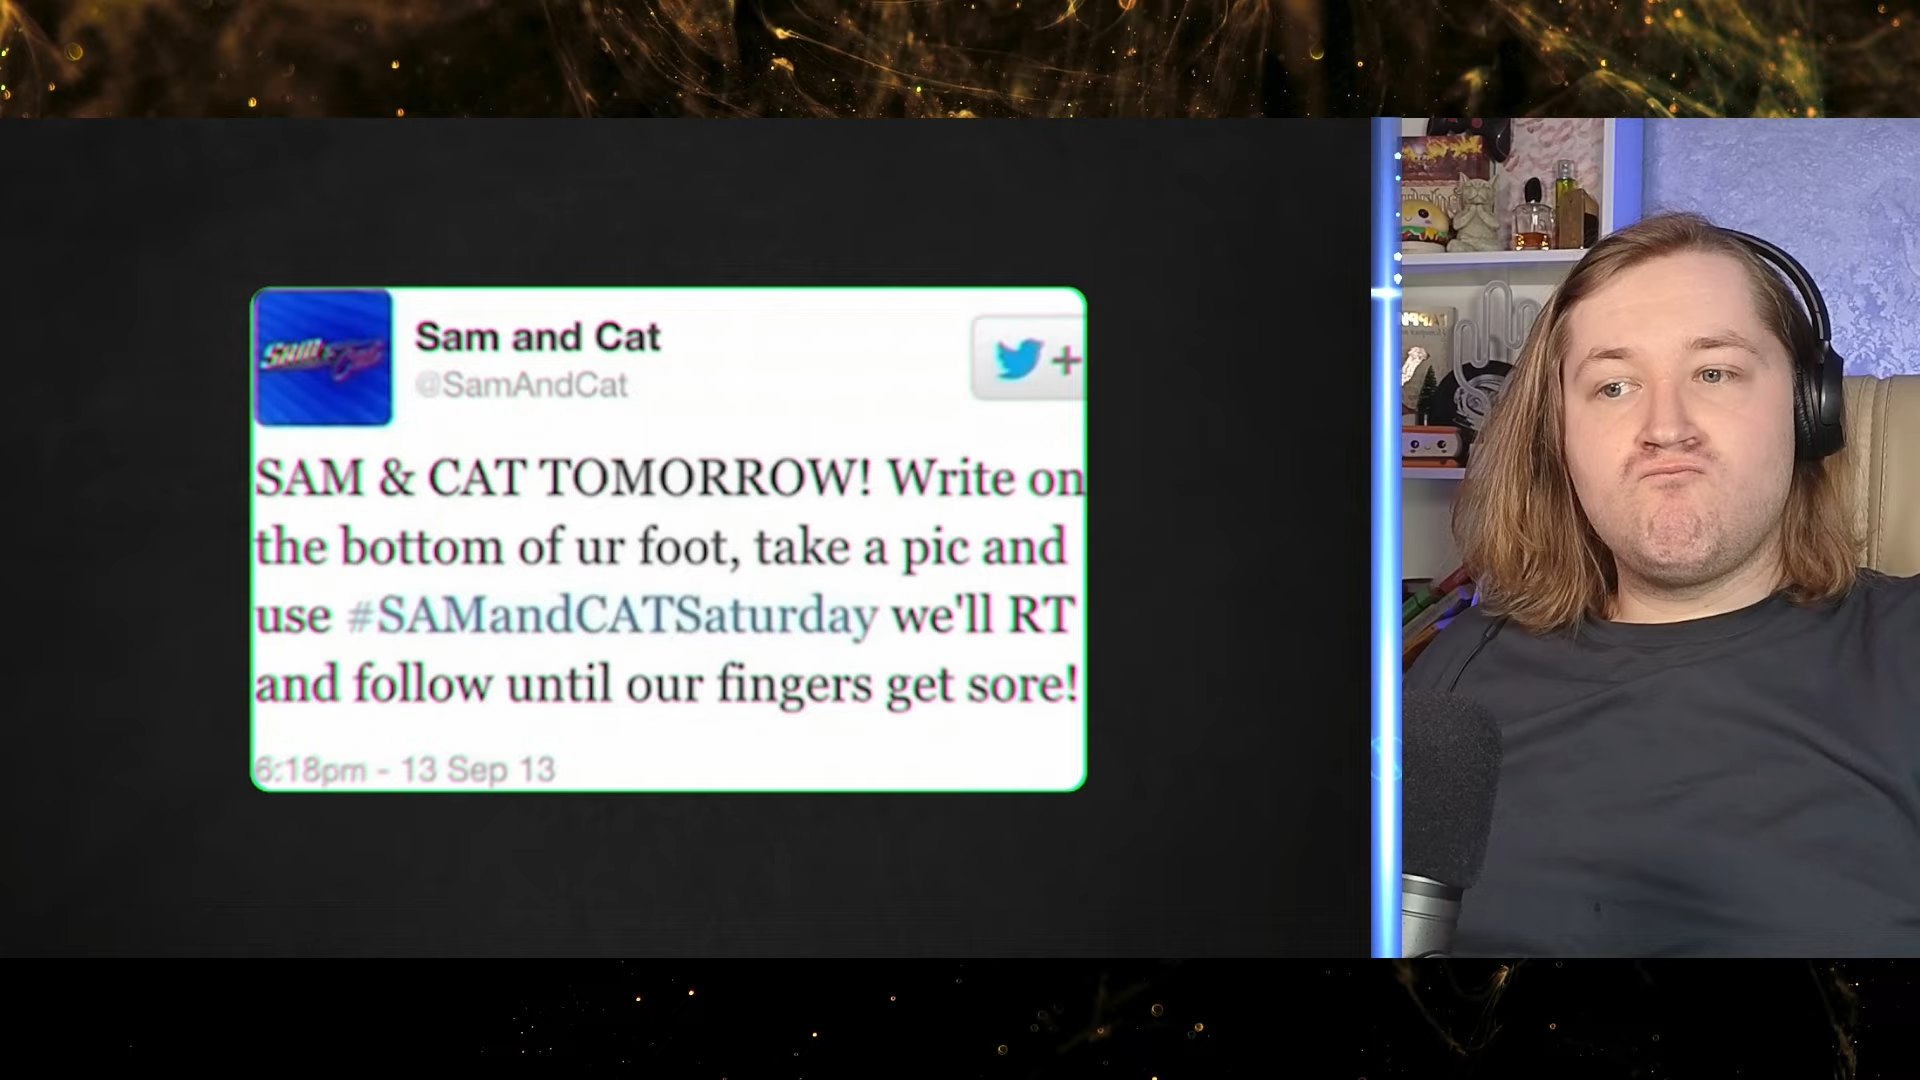 Sam and Cat
@SamAndCat
SAM & CAT TOMORROW! Write on
the bottom of ur foot, take a pic and
use #SAMandCATSaturday we'll RT
and follow until our fingers get sore!
6:18pm - 13 Sep 13